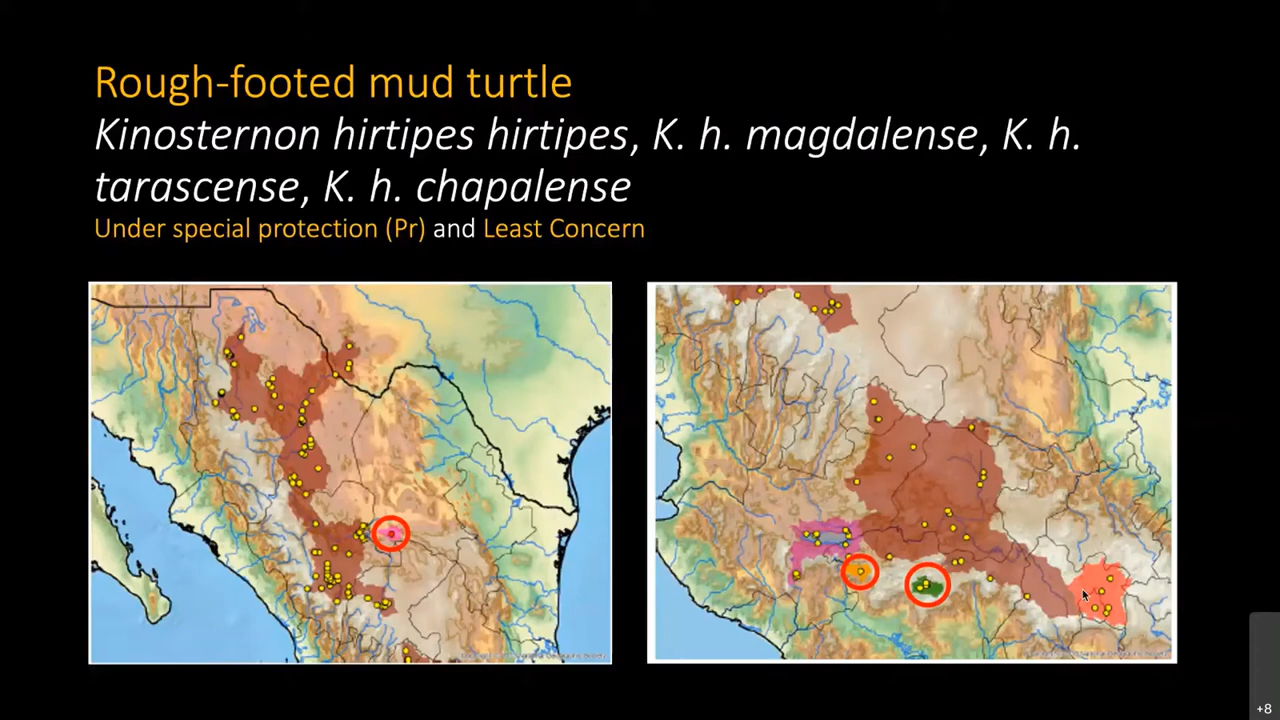 Rough-footed mud turtle
Kinosternon hirtipes hirtipes, K. h. magdalense, K. h.
tarascense, K. h. chapalense
Under special protection (Pr) and Least Concern
+8